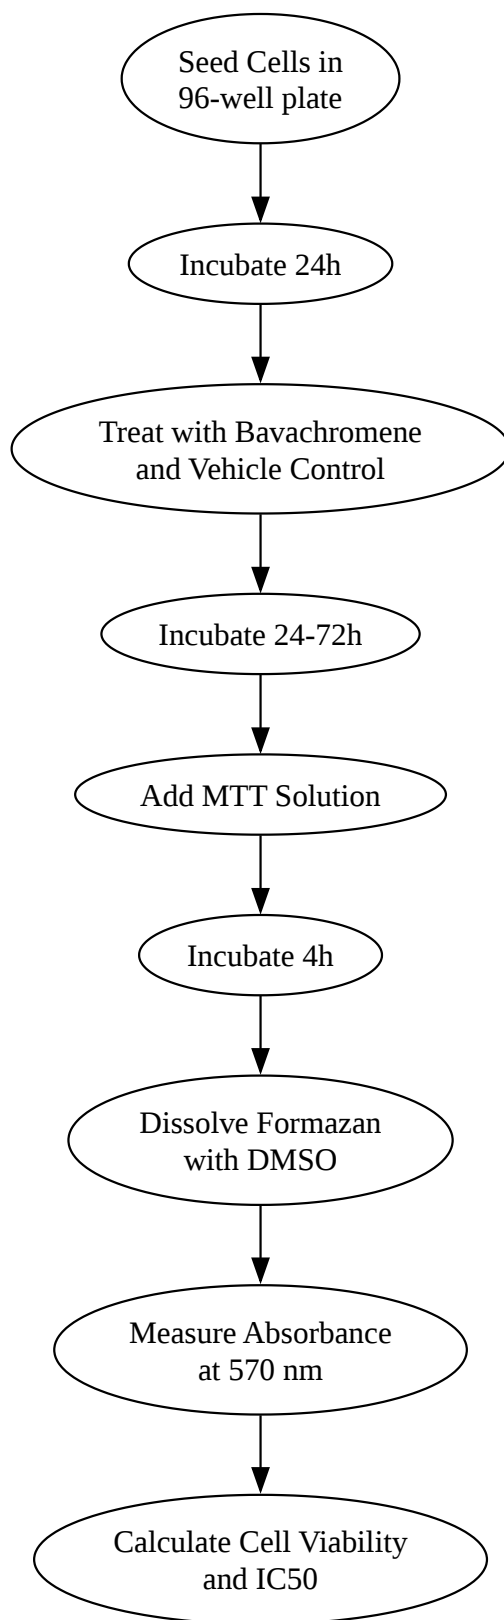 Seed Cells in
96-well plate
Incubate 24h
Treat with Bavachromene
and Vehicle Control
Incubate 24-72h
Add MTT Solution
Incubate 4h
Dissolve Formazan
with DMSO
Measure Absorbance
at 570 nm
Calculate Cell Viability
and IC50